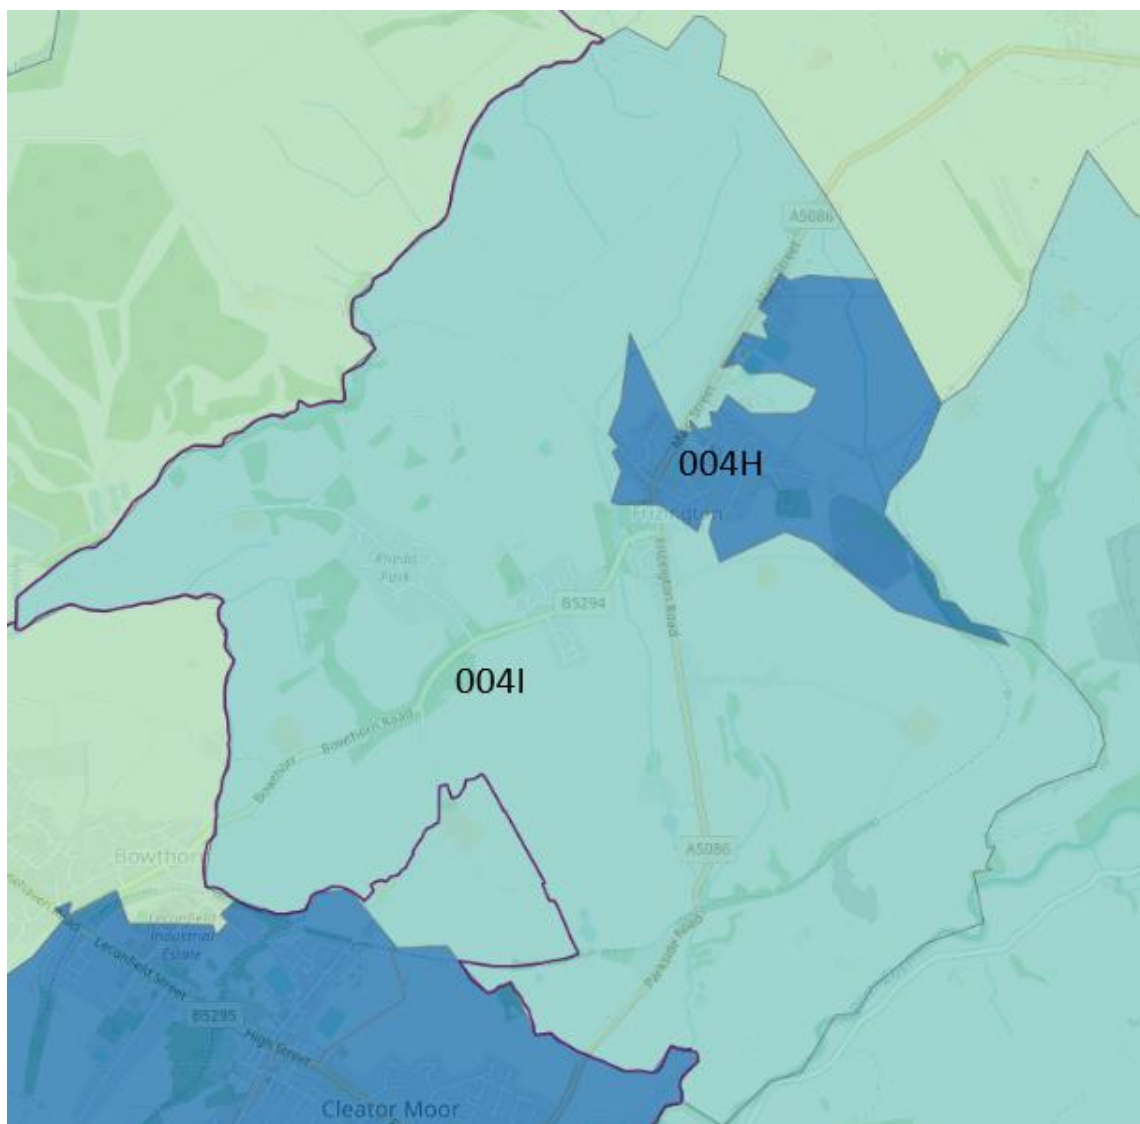 A5086
Main Street
Main Street
004H
Frizington
Rheda
Park
B5294
Frizington Road
004I
Bowthorn Road
Bowthorn
Bowthorn
A5086
Leconfield
Industrial
Estate
Leconfield Street
Parkside Road
B5295
High Street
Cleator Moor